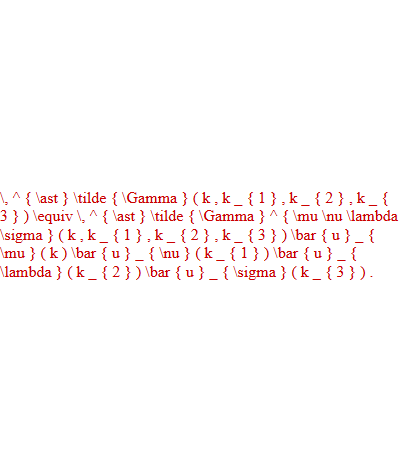 \, ^ { \ast } \tilde { \Gamma } ( k , k _ { 1 } , k _ { 2 } , k _ {
3 } ) \equiv \, ^ { \ast } \tilde { \Gamma } ^ { \mu \nu \lambda
\sigma } ( k , k _ { 1 } , k _ { 2 } , k _ { 3 } ) \bar { u } _ {
\mu } ( k ) \bar { u } _ { \nu } ( k _ { 1 } ) \bar { u } _ {
\lambda } ( k _ { 2 } ) \bar { u } _ { \sigma } ( k _ { 3 } ) .